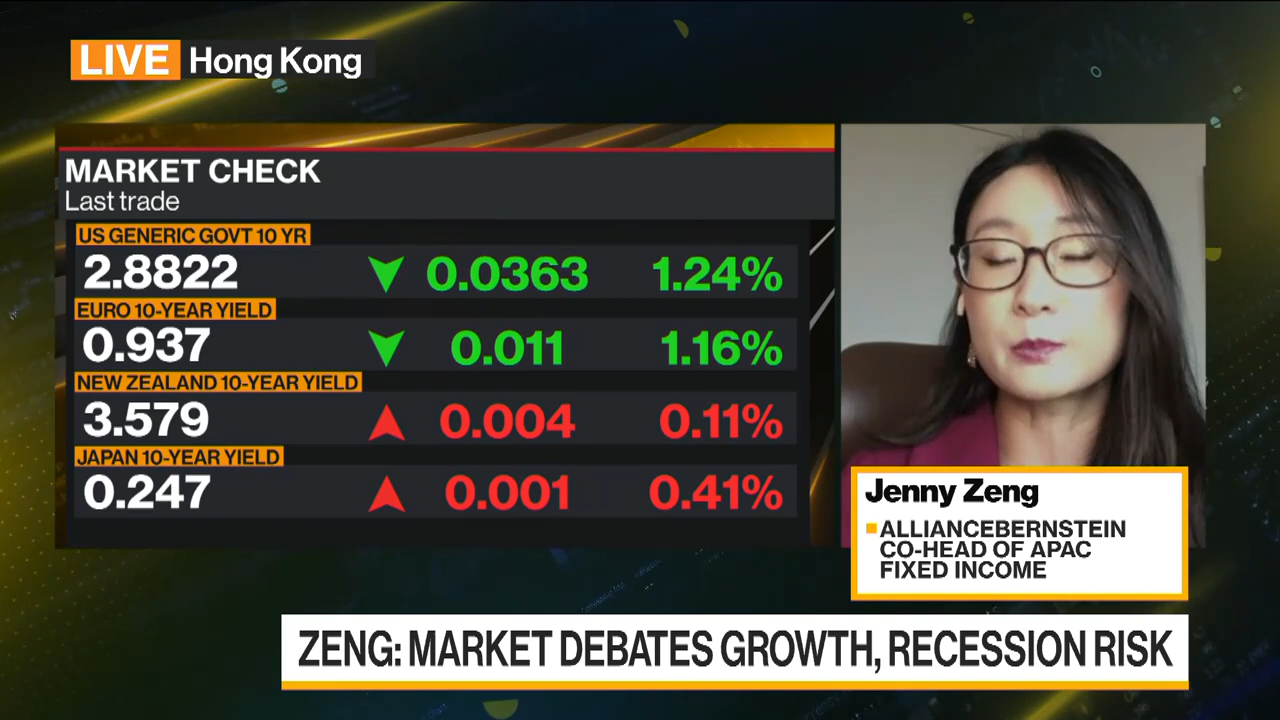 LIVE Hong Kong
MARKET CHECK
Last trade
US GENERIC GOVT 10 YR
2.8822 ▼ 0.0363 1.24%
EURO 10-YEAR YIELD
0.937 ▼ 0.011 1.16%
NEW ZEALAND 10-YEAR YIELD
3.579 ▲ 0.004 0.11%
JAPAN 10-YEAR YIELD
0.247 ▲ 0.001 0.41%
Jenny Zeng
ALLIANCEBERNSTEIN
CO-HEAD OF APAC
FIXED INCOME
ZENG: MARKET DEBATES GROWTH, RECESSION RISK